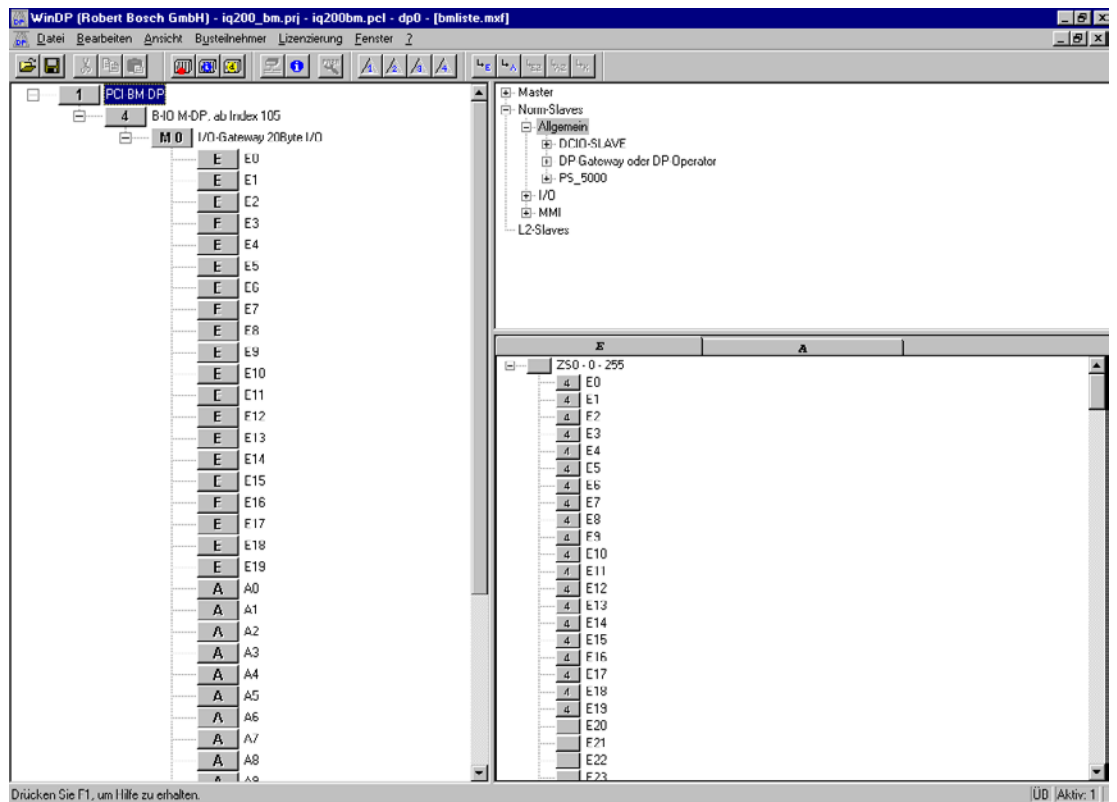 WinDP (Robert Bosch GmbH) - iq200_bm.prj - iq200bm.pcl - dp0 - [bmliste.mxf]
Datei Bearbeiten Ansicht Busteilnehmer Lizenzierung Fenster ?
1 PCI BM DP
4 B-IO M-DP. ab Index 105
M 0 I/O-Gateway 20Byte I/O
E E0
E E1
E E2
E E3
E E4
E E5
E E6
E E7
E E8
E E9
E E10
E E11
E E12
E E13
E E14
E E15
E E16
E E17
E E18
E E19
A A0
A A1
A A2
A A3
A A4
A A5
A A6
A A7
A A8
A A9
Master
Norm-Slaves
Allgemein
DCIO-SLAVE
DP Gateway oder DP Operator
PS_5000
I/O
MMI
L2-Slaves
E A
ZS0 - 0 - 255
4 E0
4 E1
4 E2
4 E3
4 E4
4 E5
4 E6
4 E7
4 E8
4 E9
4 E10
4 E11
4 E12
4 E13
4 E14
4 E15
4 E16
4 E17
4 E18
4 E19
E20
E21
E22
E23
Drücken Sie F1, um Hilfe zu erhalten.
ÜB Aktiv: 1